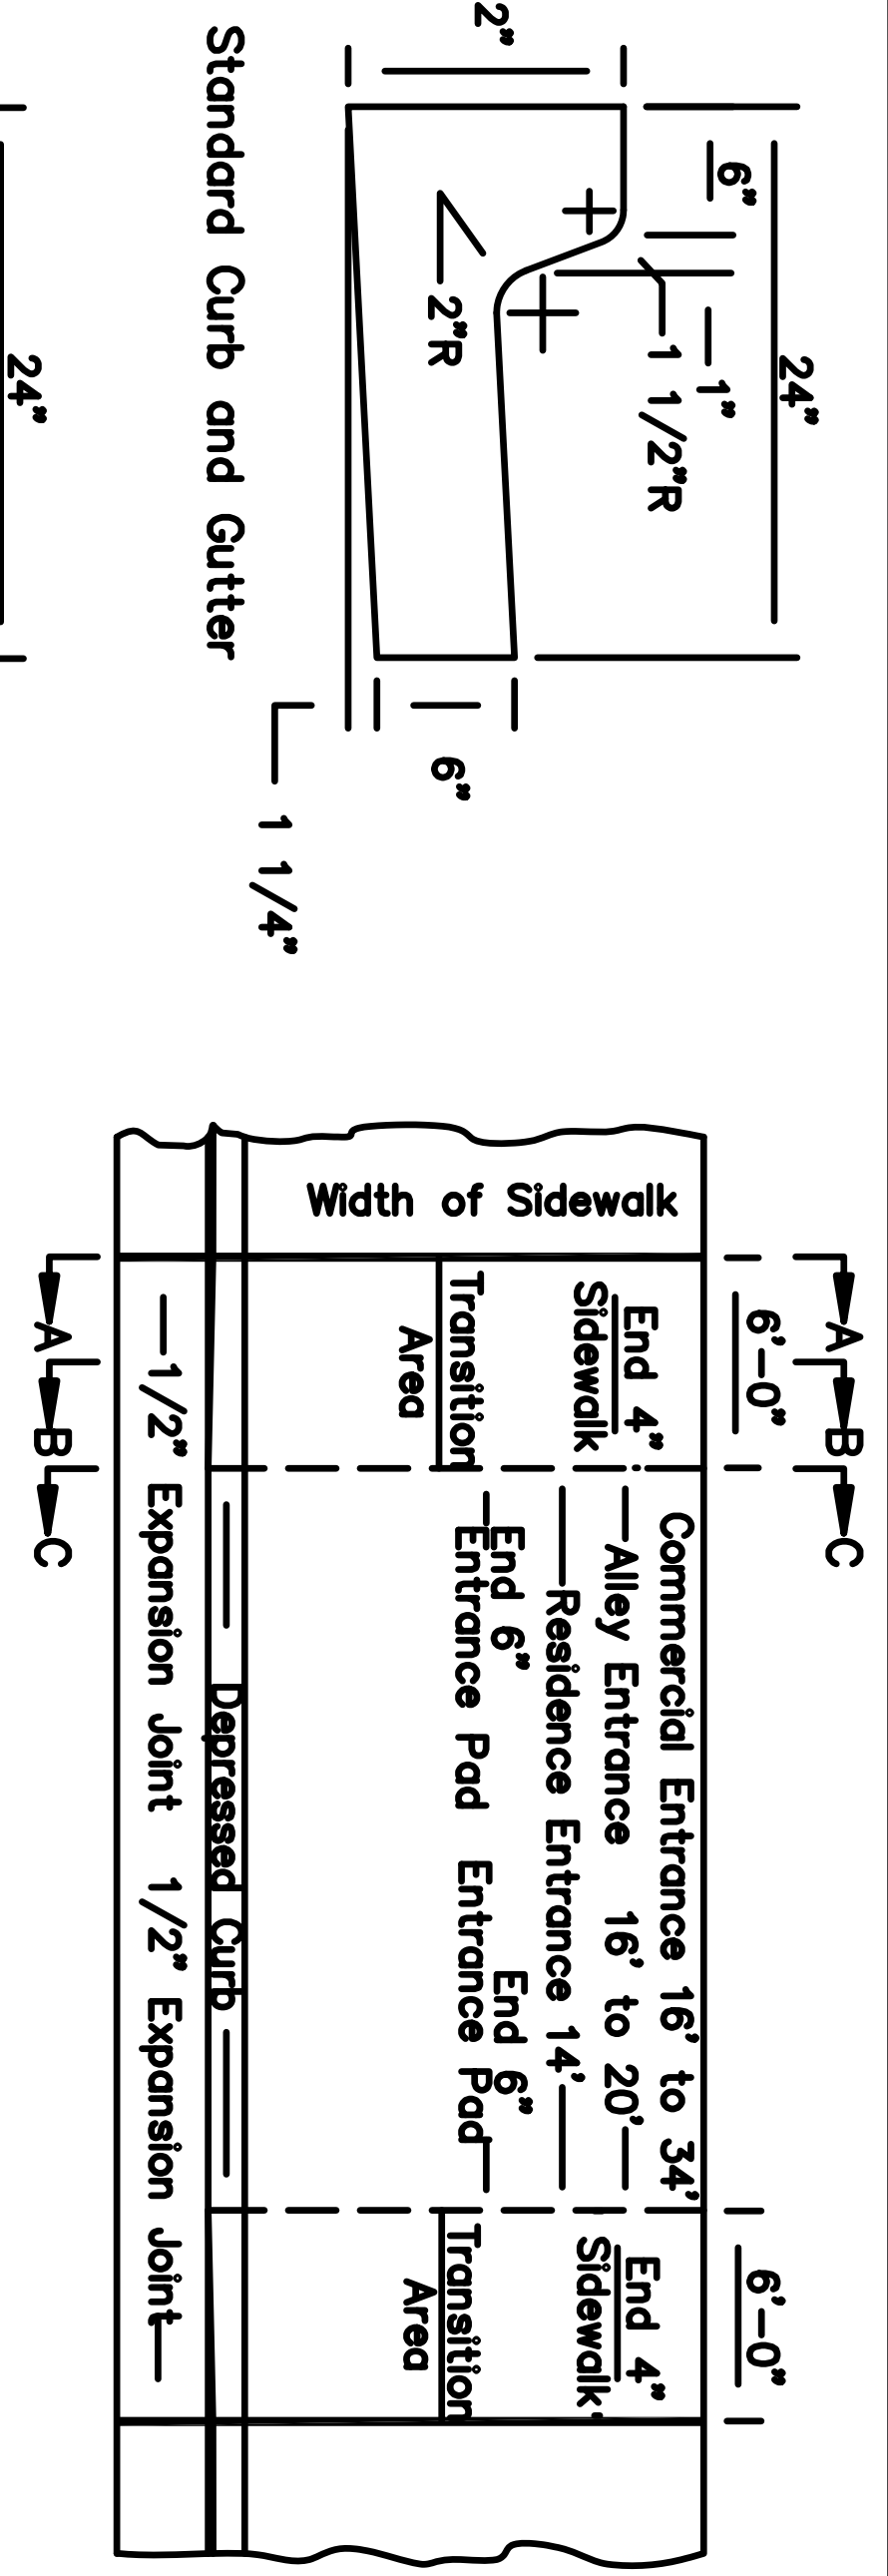 24”
6”
1”
1 1/2”R
2”
2”R
6”
1 1/4”
Standard Curb and Gutter
24”
A
B
C
6’-0”
6’-0”
Commercial Entrance 16’ to 34’
Alley Entrance 16’ to 20’
Residence Entrance 14’
End 4”
Sidewalk
End 4”
Sidewalk
End 6”
Entrance Pad
End 6”
Entrance Pad
Transition
Area
Transition
Area
Width of Sidewalk
Depressed Curb
1/2” Expansion Joint
1/2” Expansion Joint
A
B
C